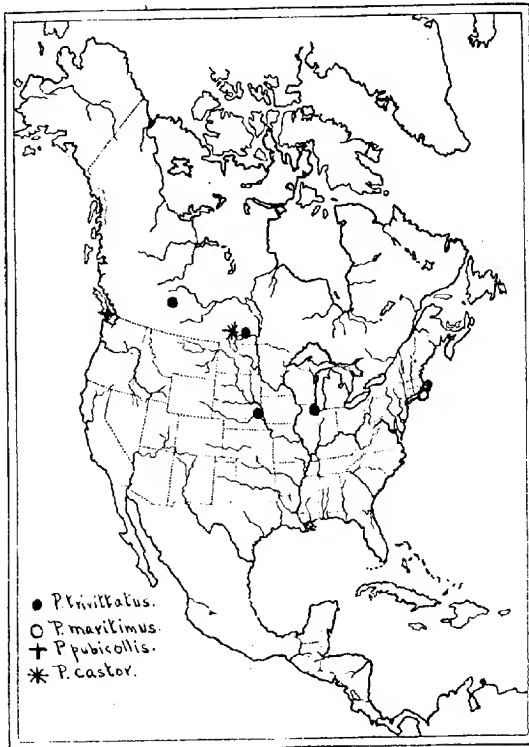 P. trivittatus.
P. maritimus.
P. pubicollis.
P. castor.